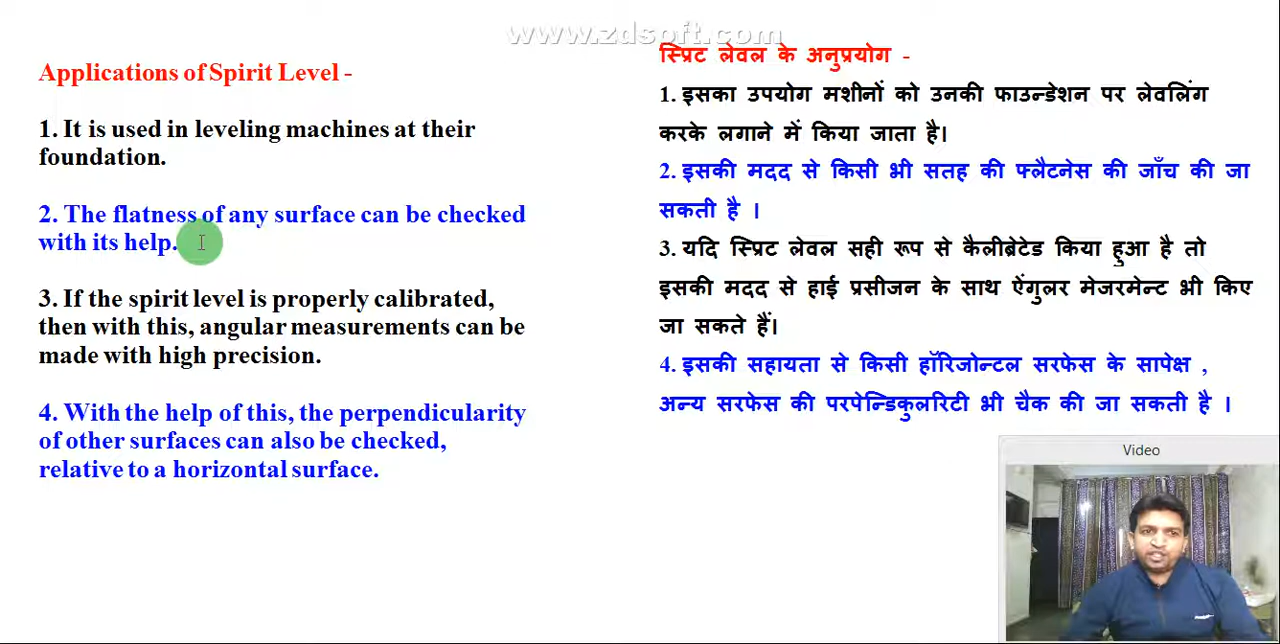 www.zdsoft.com
Applications of Spirit Level -
1. It is used in leveling machines at their
foundation.
2. The flatness of any surface can be checked
with its help.
3. If the spirit level is properly calibrated,
then with this, angular measurements can be
made with high precision.
4. With the help of this, the perpendicularity
of other surfaces can also be checked,
relative to a horizontal surface.
स्प्रिट लेवल के अनुप्रयोग -
1. इसका उपयोग मशीनों को उनकी फाउन्डेशन पर लेवलिंग
करके लगाने में किया जाता है।
2. इसकी मदद से किसी भी सतह की फ्लैटनेस की जाँच की जा
सकती है ।
3. यदि स्प्रिट लेवल सही रूप से कैलीब्रेटेड किया हुआ है तो
इसकी मदद से हाई प्रसीजन के साथ ऐंगुलर मेजरमेन्ट भी किए
जा सकते हैं।
4. इसकी सहायता से किसी हॉरिजोन्टल सरफेस के सापेक्ष ,
अन्य सरफेस की परपेन्डिकुलरिटी भी चैक की जा सकती है ।
Video